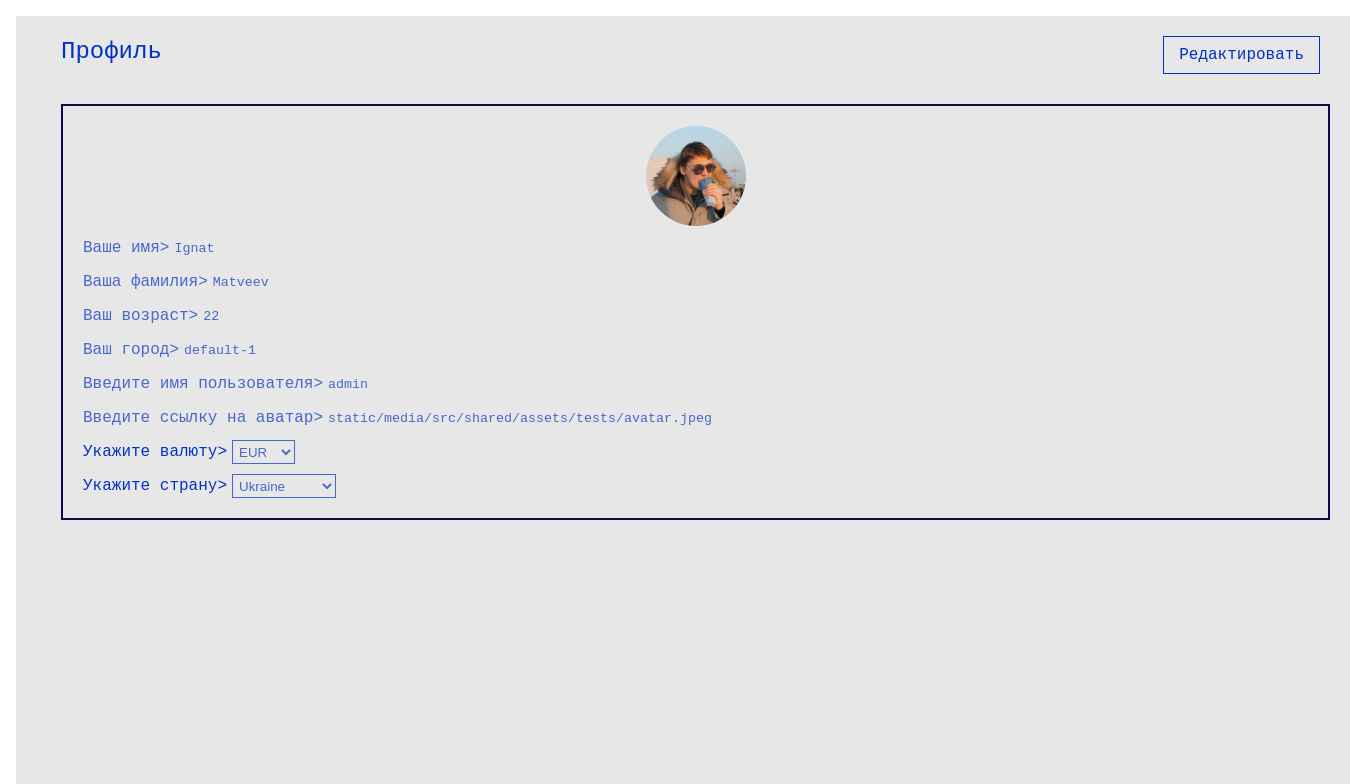 Профиль
Редактировать
Ваше имя> Ignat
Ваша фамилия> Matveev
Ваш возраст> 22
Ваш город> default-1
Введите имя пользователя> admin
Введите ссылку на аватар> static/media/src/shared/assets/tests/avatar.jpeg
Укажите валюту> EUR
Укажите страну> Ukraine